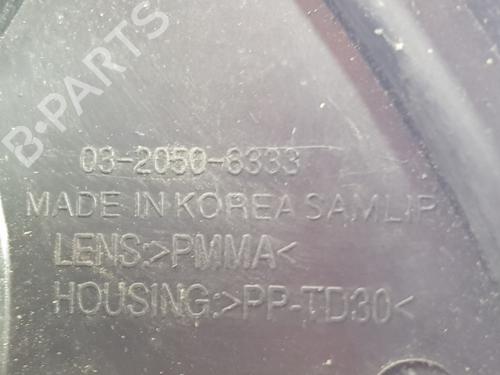 B-PARTS
03-2050-6333
MADE IN KOREA SAMLIP
LENS:>PMMA<
HOUSING:>PP-TD30<